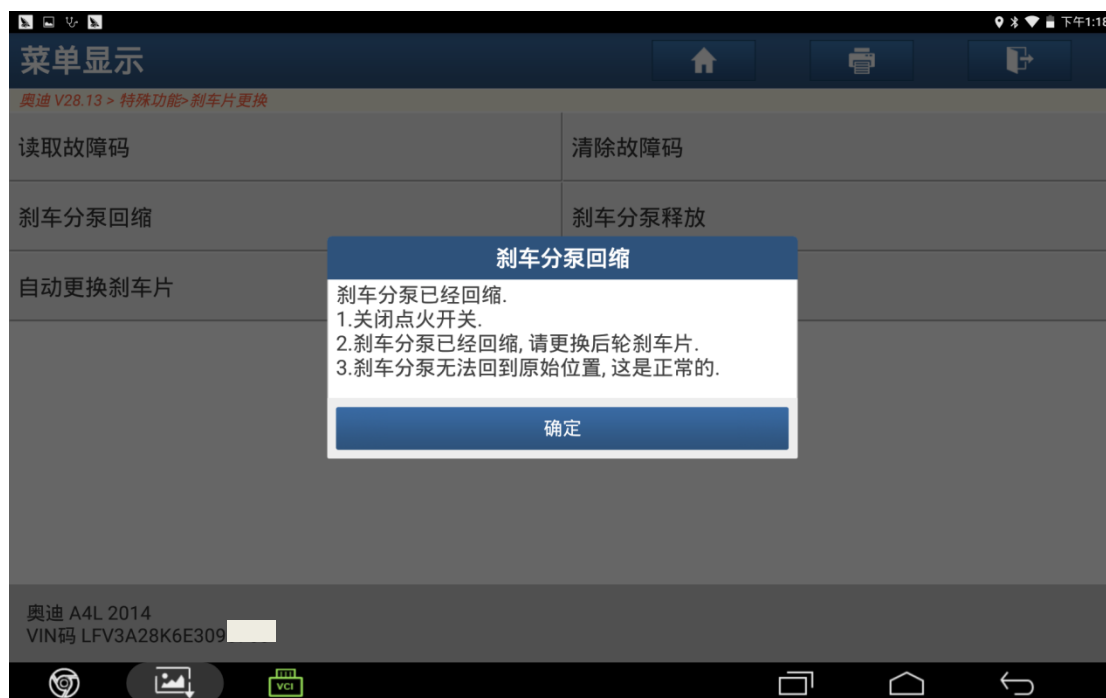 下午1:18
菜单显示
奥迪 V28.13 > 特殊功能>刹车片更换
读取故障码
清除故障码
刹车分泵回缩
刹车分泵释放
自动更换刹车片
刹车分泵回缩
刹车分泵已经回缩.
1.关闭点火开关.
2.刹车分泵已经回缩, 请更换后轮刹车片.
3.刹车分泵无法回到原始位置, 这是正常的.
确定
奥迪 A4L 2014
VIN码 LFV3A28K6E309
VCI